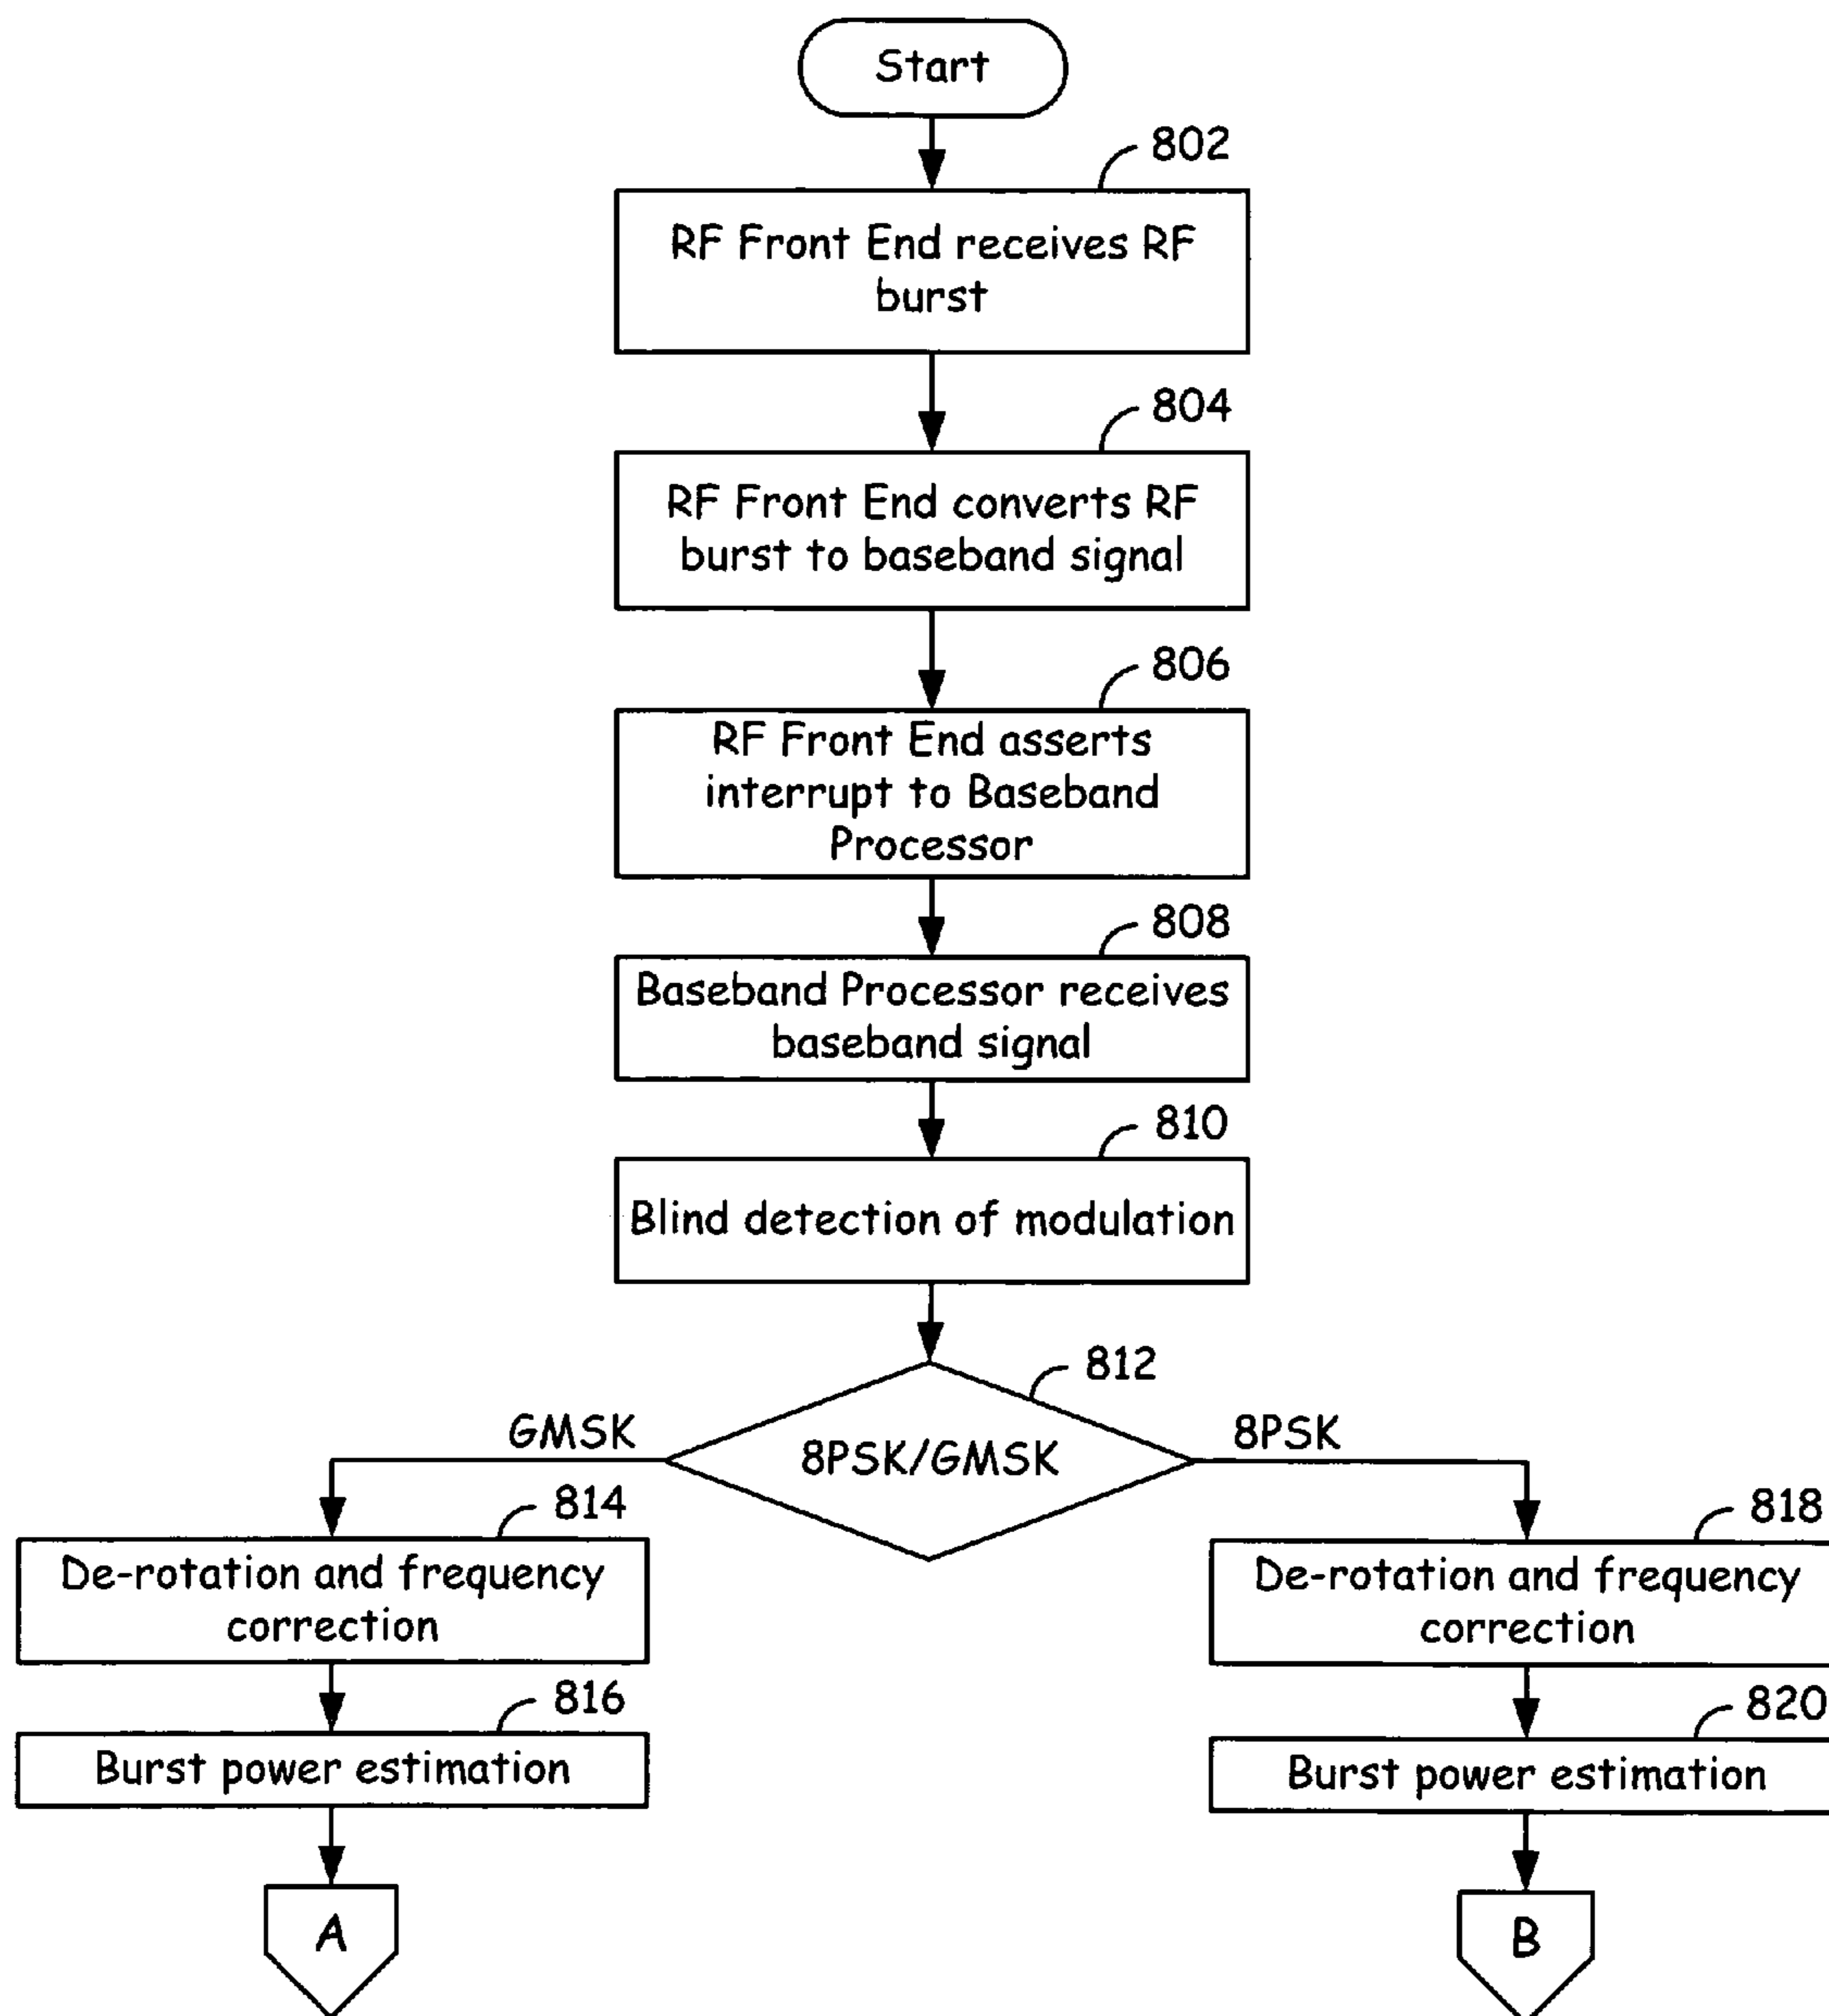 Start
802
RF Front End receives RF
burst
804
RF Front End converts RF
burst to baseband signal
806
RF Front End asserts
interrupt to Baseband
Processor
808
Baseband Processor receives
baseband signal
810
Blind detection of modulation
812
8PSK/GMSK
GMSK
8PSK
814
De-rotation and frequency
correction
816
Burst power estimation
A
818
De-rotation and frequency
correction
820
Burst power estimation
B